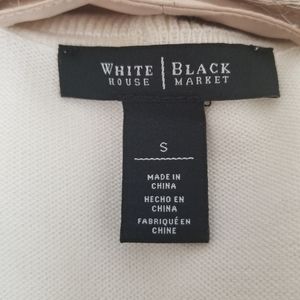 WHITE | BLACK
HOUSE | MARKET
S
MADE IN
CHINA
HECHO EN
CHINA
FABRIQUÉ EN
CHINE